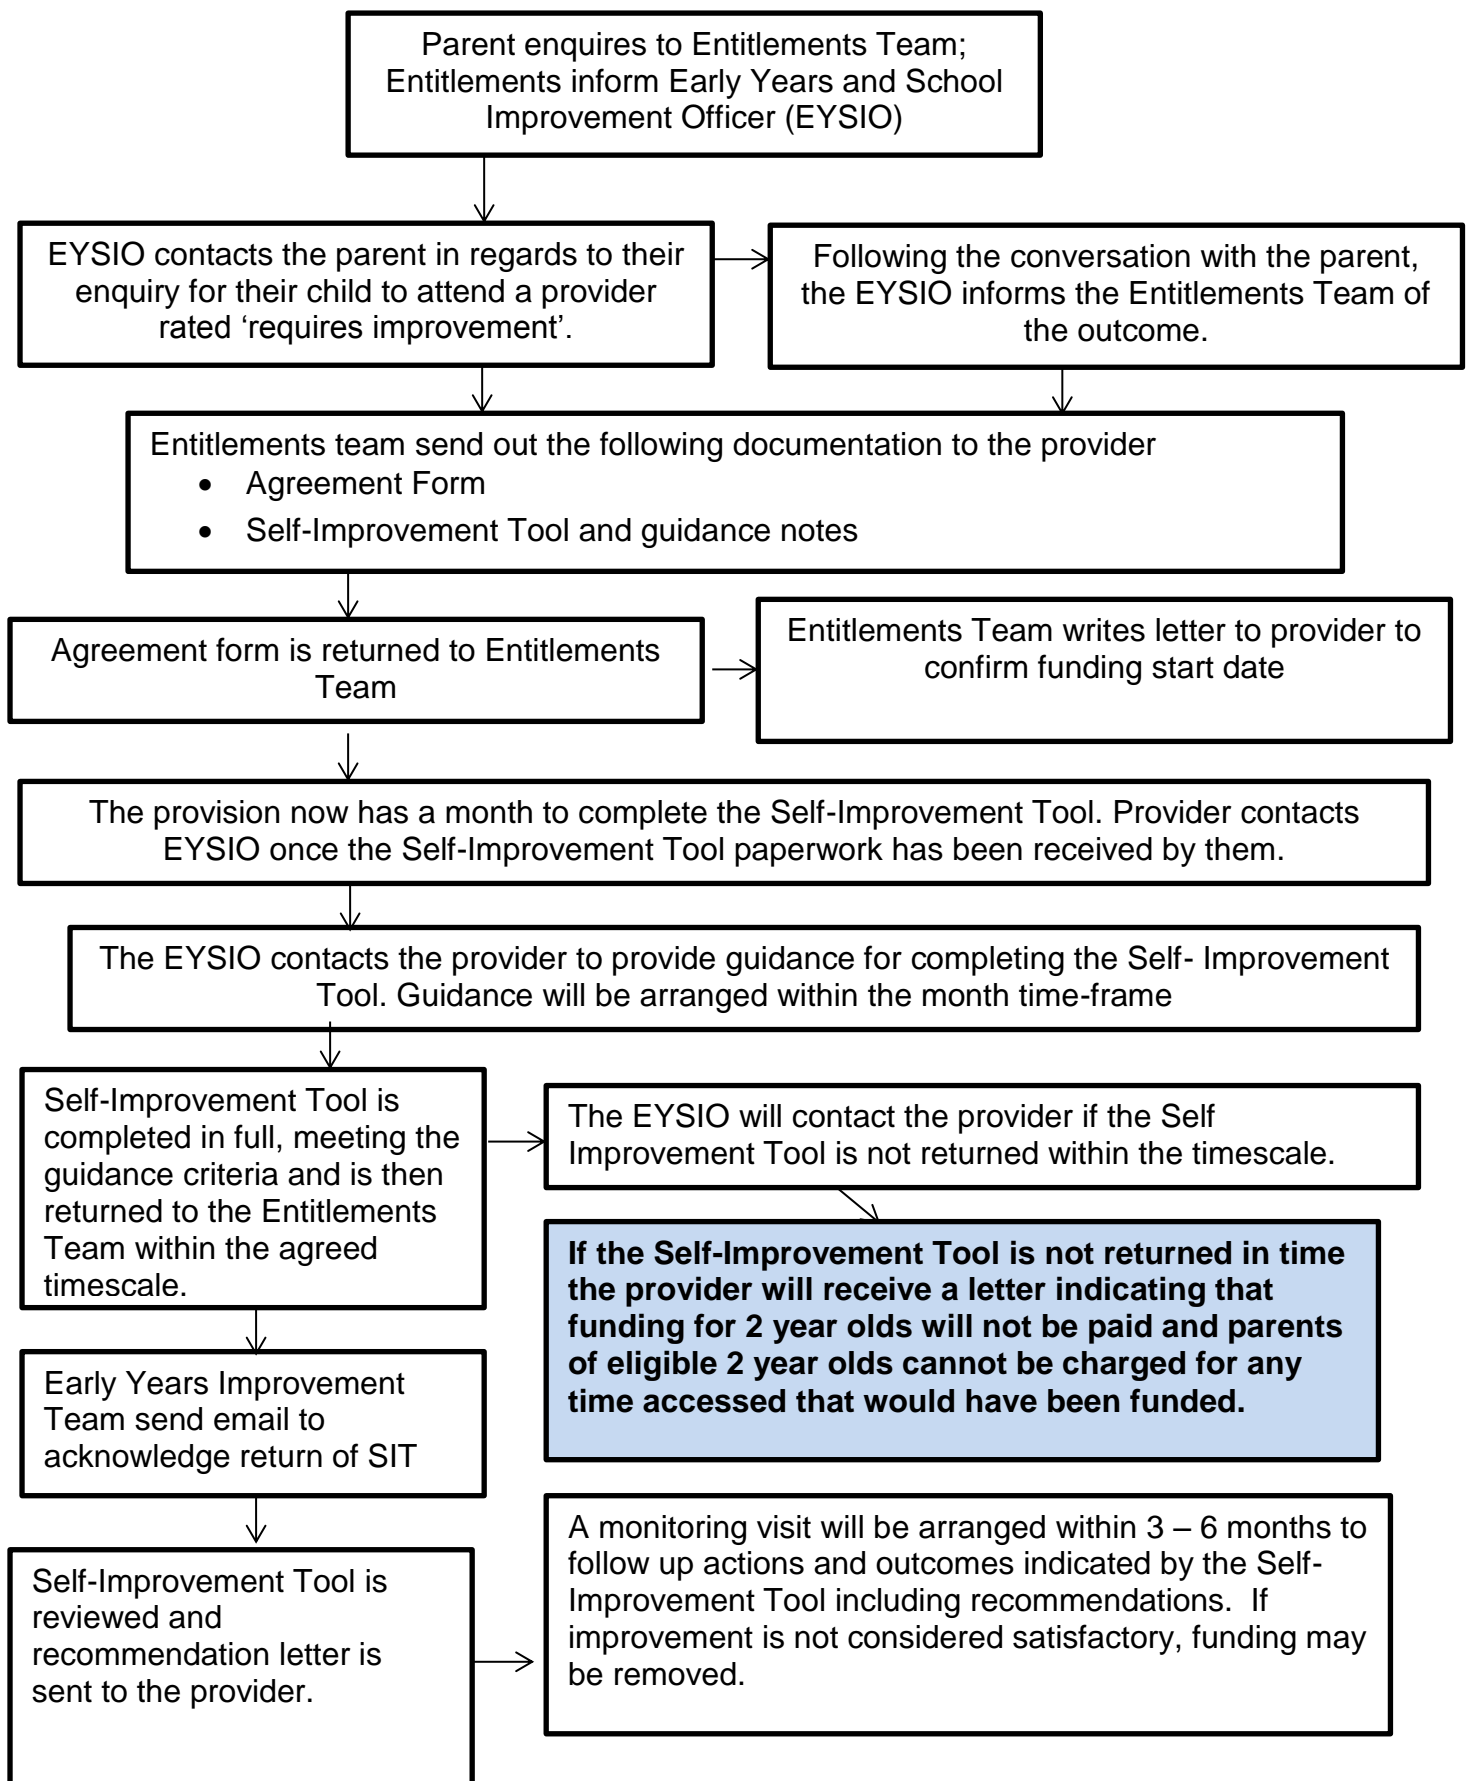 Parent enquires to Entitlements Team;
Entitlements inform Early Years and School
Improvement Officer (EYSIO)
EYSIO contacts the parent in regards to their
enquiry for their child to attend a provider
rated ‘requires improvement’.
Following the conversation with the parent,
the EYSIO informs the Entitlements Team of
the outcome.
Entitlements team send out the following documentation to the provider
• Agreement Form
• Self-Improvement Tool and guidance notes
Agreement form is returned to Entitlements
Team
Entitlements Team writes letter to provider to
confirm funding start date
The provision now has a month to complete the Self-Improvement Tool. Provider contacts
EYSIO once the Self-Improvement Tool paperwork has been received by them.
The EYSIO contacts the provider to provide guidance for completing the Self- Improvement
Tool. Guidance will be arranged within the month time-frame
Self-Improvement Tool is
completed in full, meeting the
guidance criteria and is then
returned to the Entitlements
Team within the agreed
timescale.
The EYSIO will contact the provider if the Self
Improvement Tool is not returned within the timescale.
If the Self-Improvement Tool is not returned in time
the provider will receive a letter indicating that
funding for 2 year olds will not be paid and parents
of eligible 2 year olds cannot be charged for any
time accessed that would have been funded.
Early Years Improvement
Team send email to
acknowledge return of SIT
Self-Improvement Tool is
reviewed and
recommendation letter is
sent to the provider.
A monitoring visit will be arranged within 3 – 6 months to
follow up actions and outcomes indicated by the Self-
Improvement Tool including recommendations.  If
improvement is not considered satisfactory, funding may
be removed.